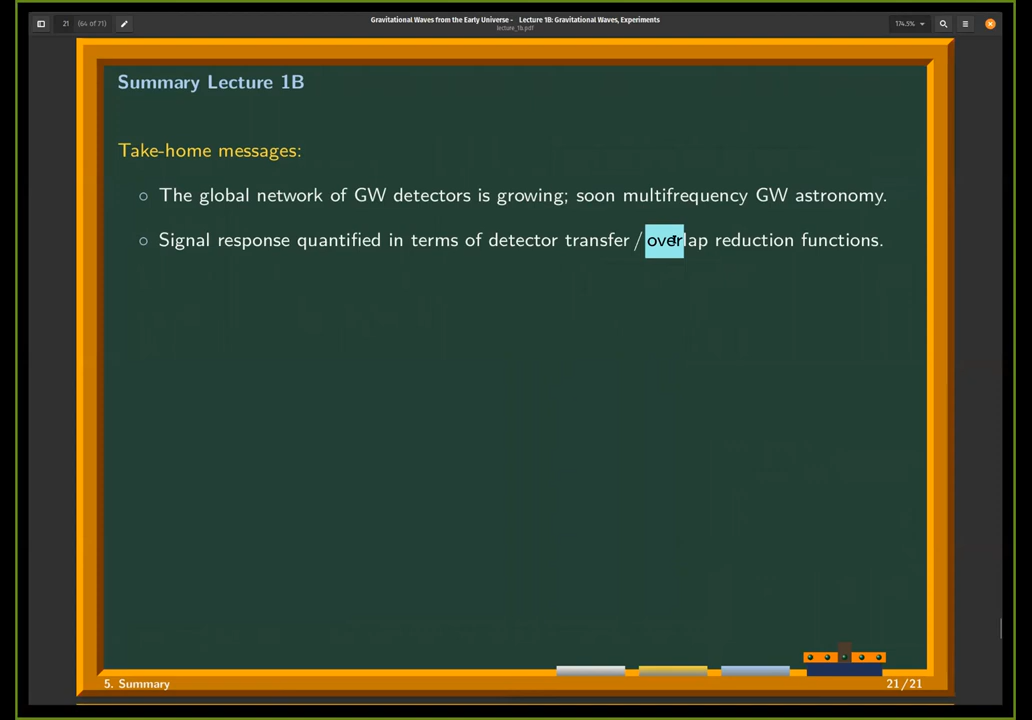 21 (64 of 71)
Gravitational Waves from the Early Universe - Lecture 1B: Gravitational Waves, Experiments
lecture_1b.pdf
174.5%
Summary Lecture 1B
Take-home messages:
The global network of GW detectors is growing; soon multifrequency GW astronomy.
Signal response quantified in terms of detector transfer / overlap reduction functions.
5. Summary
21/21